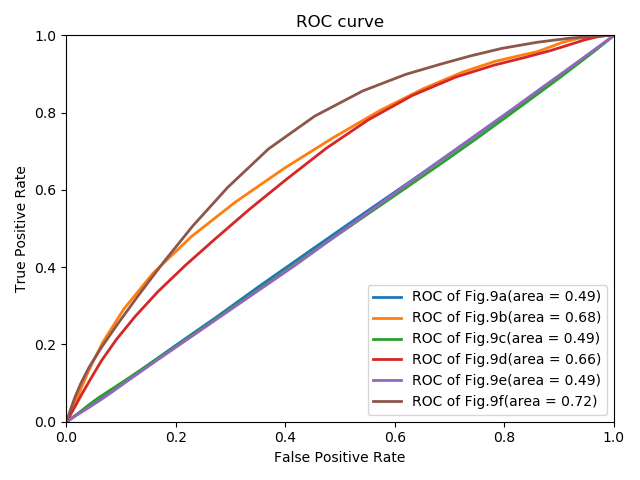 ROC curve
1.0
0.8
0.6
0.4
0.2
0.0
True Positive Rate
0.0 0.2 0.4 0.6 0.8 1.0
False Positive Rate
ROC of Fig.9a(area = 0.49)
ROC of Fig.9b(area = 0.68)
ROC of Fig.9c(area = 0.49)
ROC of Fig.9d(area = 0.66)
ROC of Fig.9e(area = 0.49)
ROC of Fig.9f(area = 0.72)